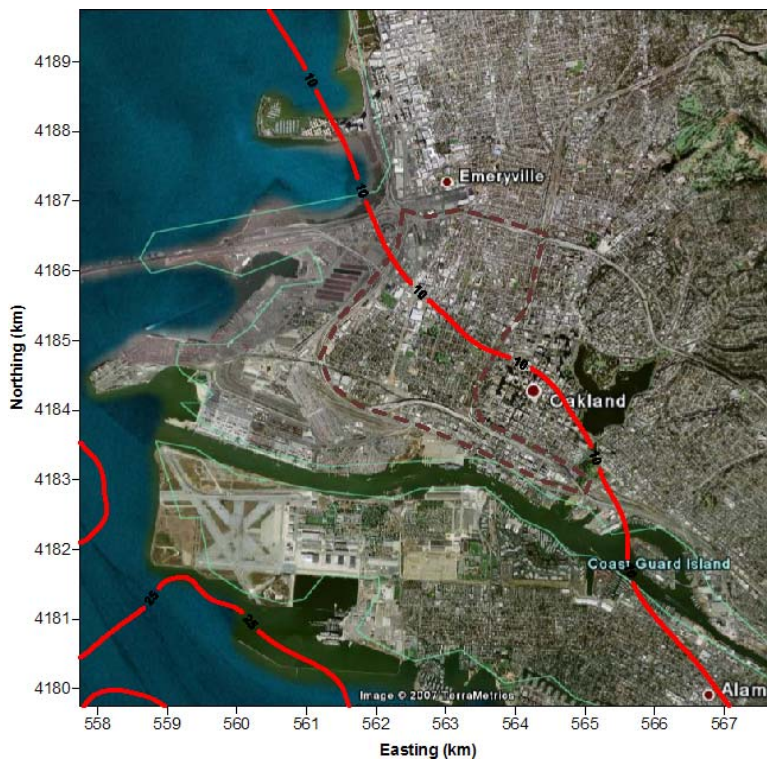 4189
4188
4187
4186
4185
4184
4183
4182
4181
4180
Northing (km)
10
Emeryville
10
10
10
Oakland
10
Coast Guard Island
25
25
Image © 2007 TerraMetrics
Alam
558 559 560 561 562 563 564 565 566 567
Easting (km)